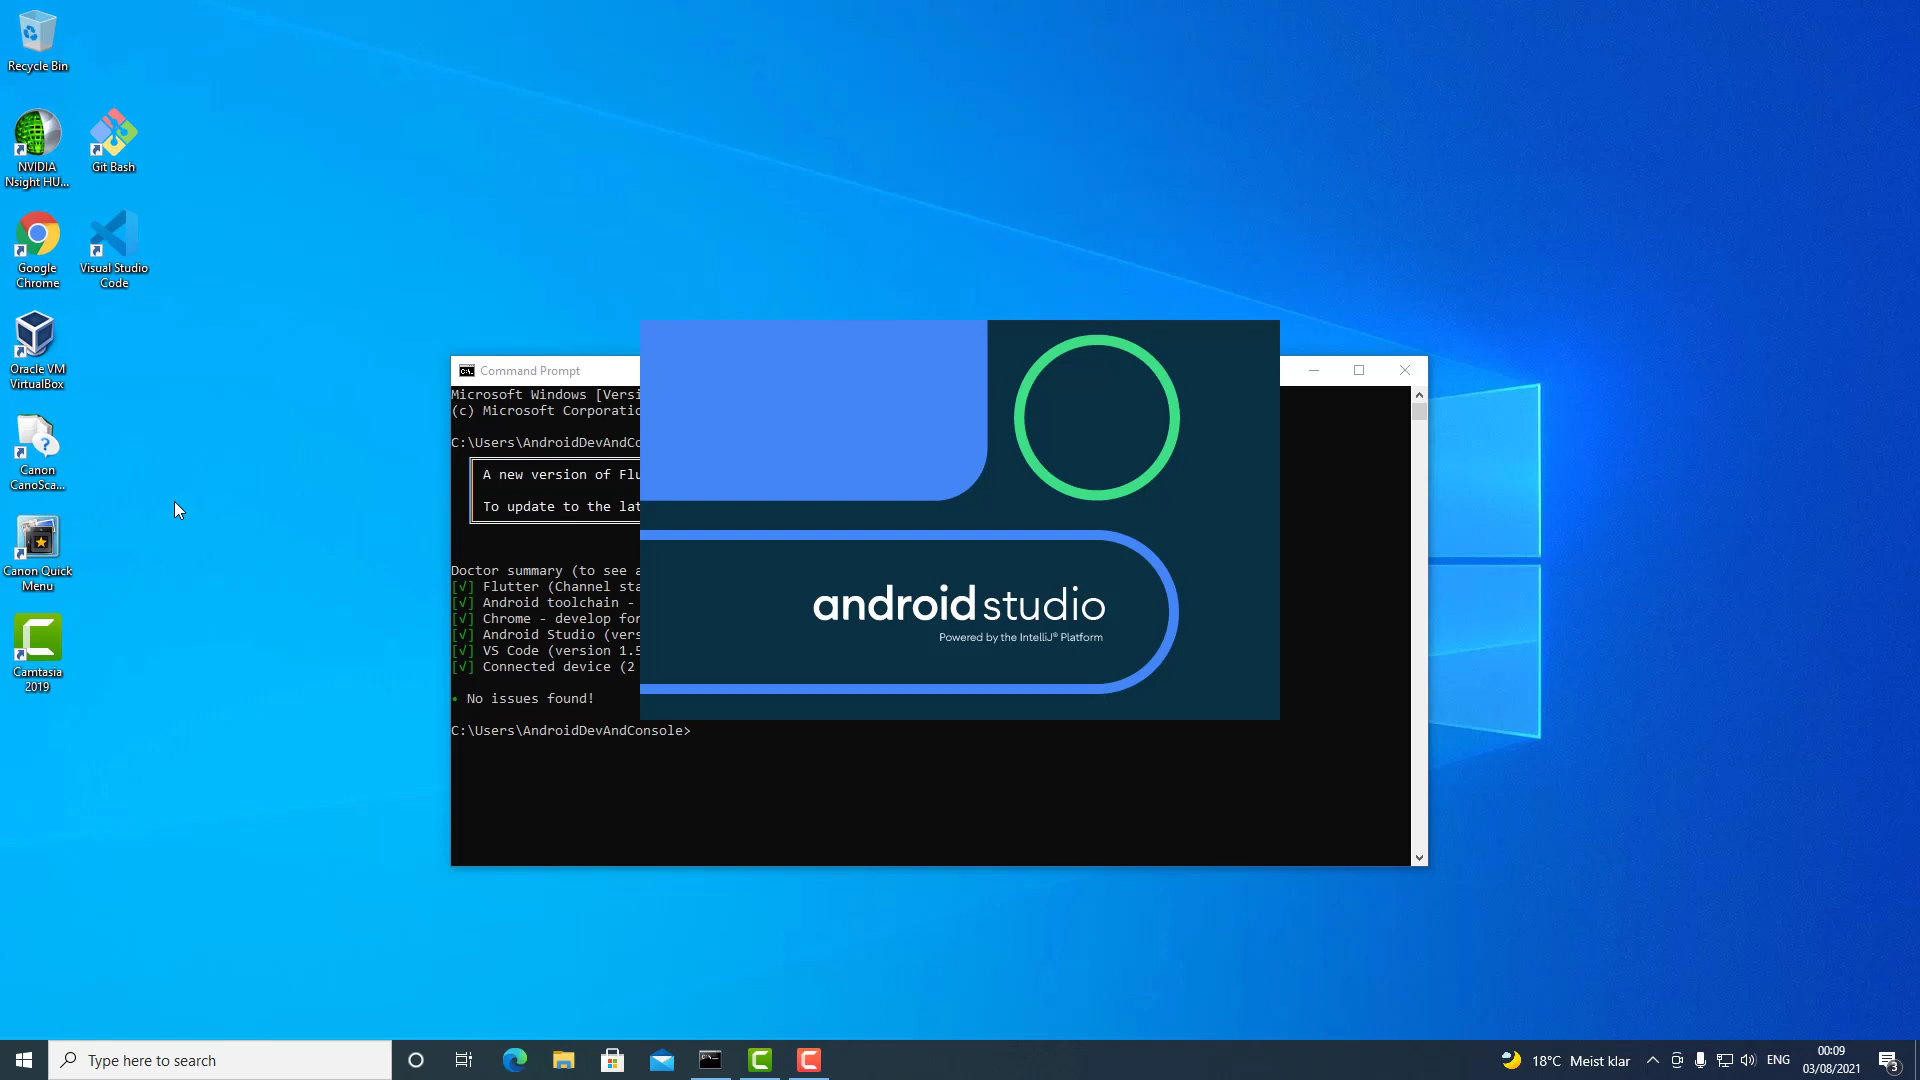 Recycle Bin
NVIDIA
Nsight HU...
Git Bash
Google
Chrome
Visual Studio
Code
Oracle VM
VirtualBox
Canon
CanoSca...
Canon Quick
Menu
Camtasia
2019
Command Prompt
Microsoft Windows [Versi
(c) Microsoft Corporatio
C:\Users\AndroidDevAndCo
A new version of Flu
To update to the lat
Doctor summary (to see a
[√] Flutter (Channel sta
[√] Android toolchain -
[√] Chrome - develop for
[√] Android Studio (vers
[√] VS Code (version 1.5
[√] Connected device (2
• No issues found!
C:\Users\AndroidDevAndConsole>
android studio
Powered by the IntelliJ® Platform
Type here to search
18°C Meist klar
ENG
00:09
03/08/2021
3